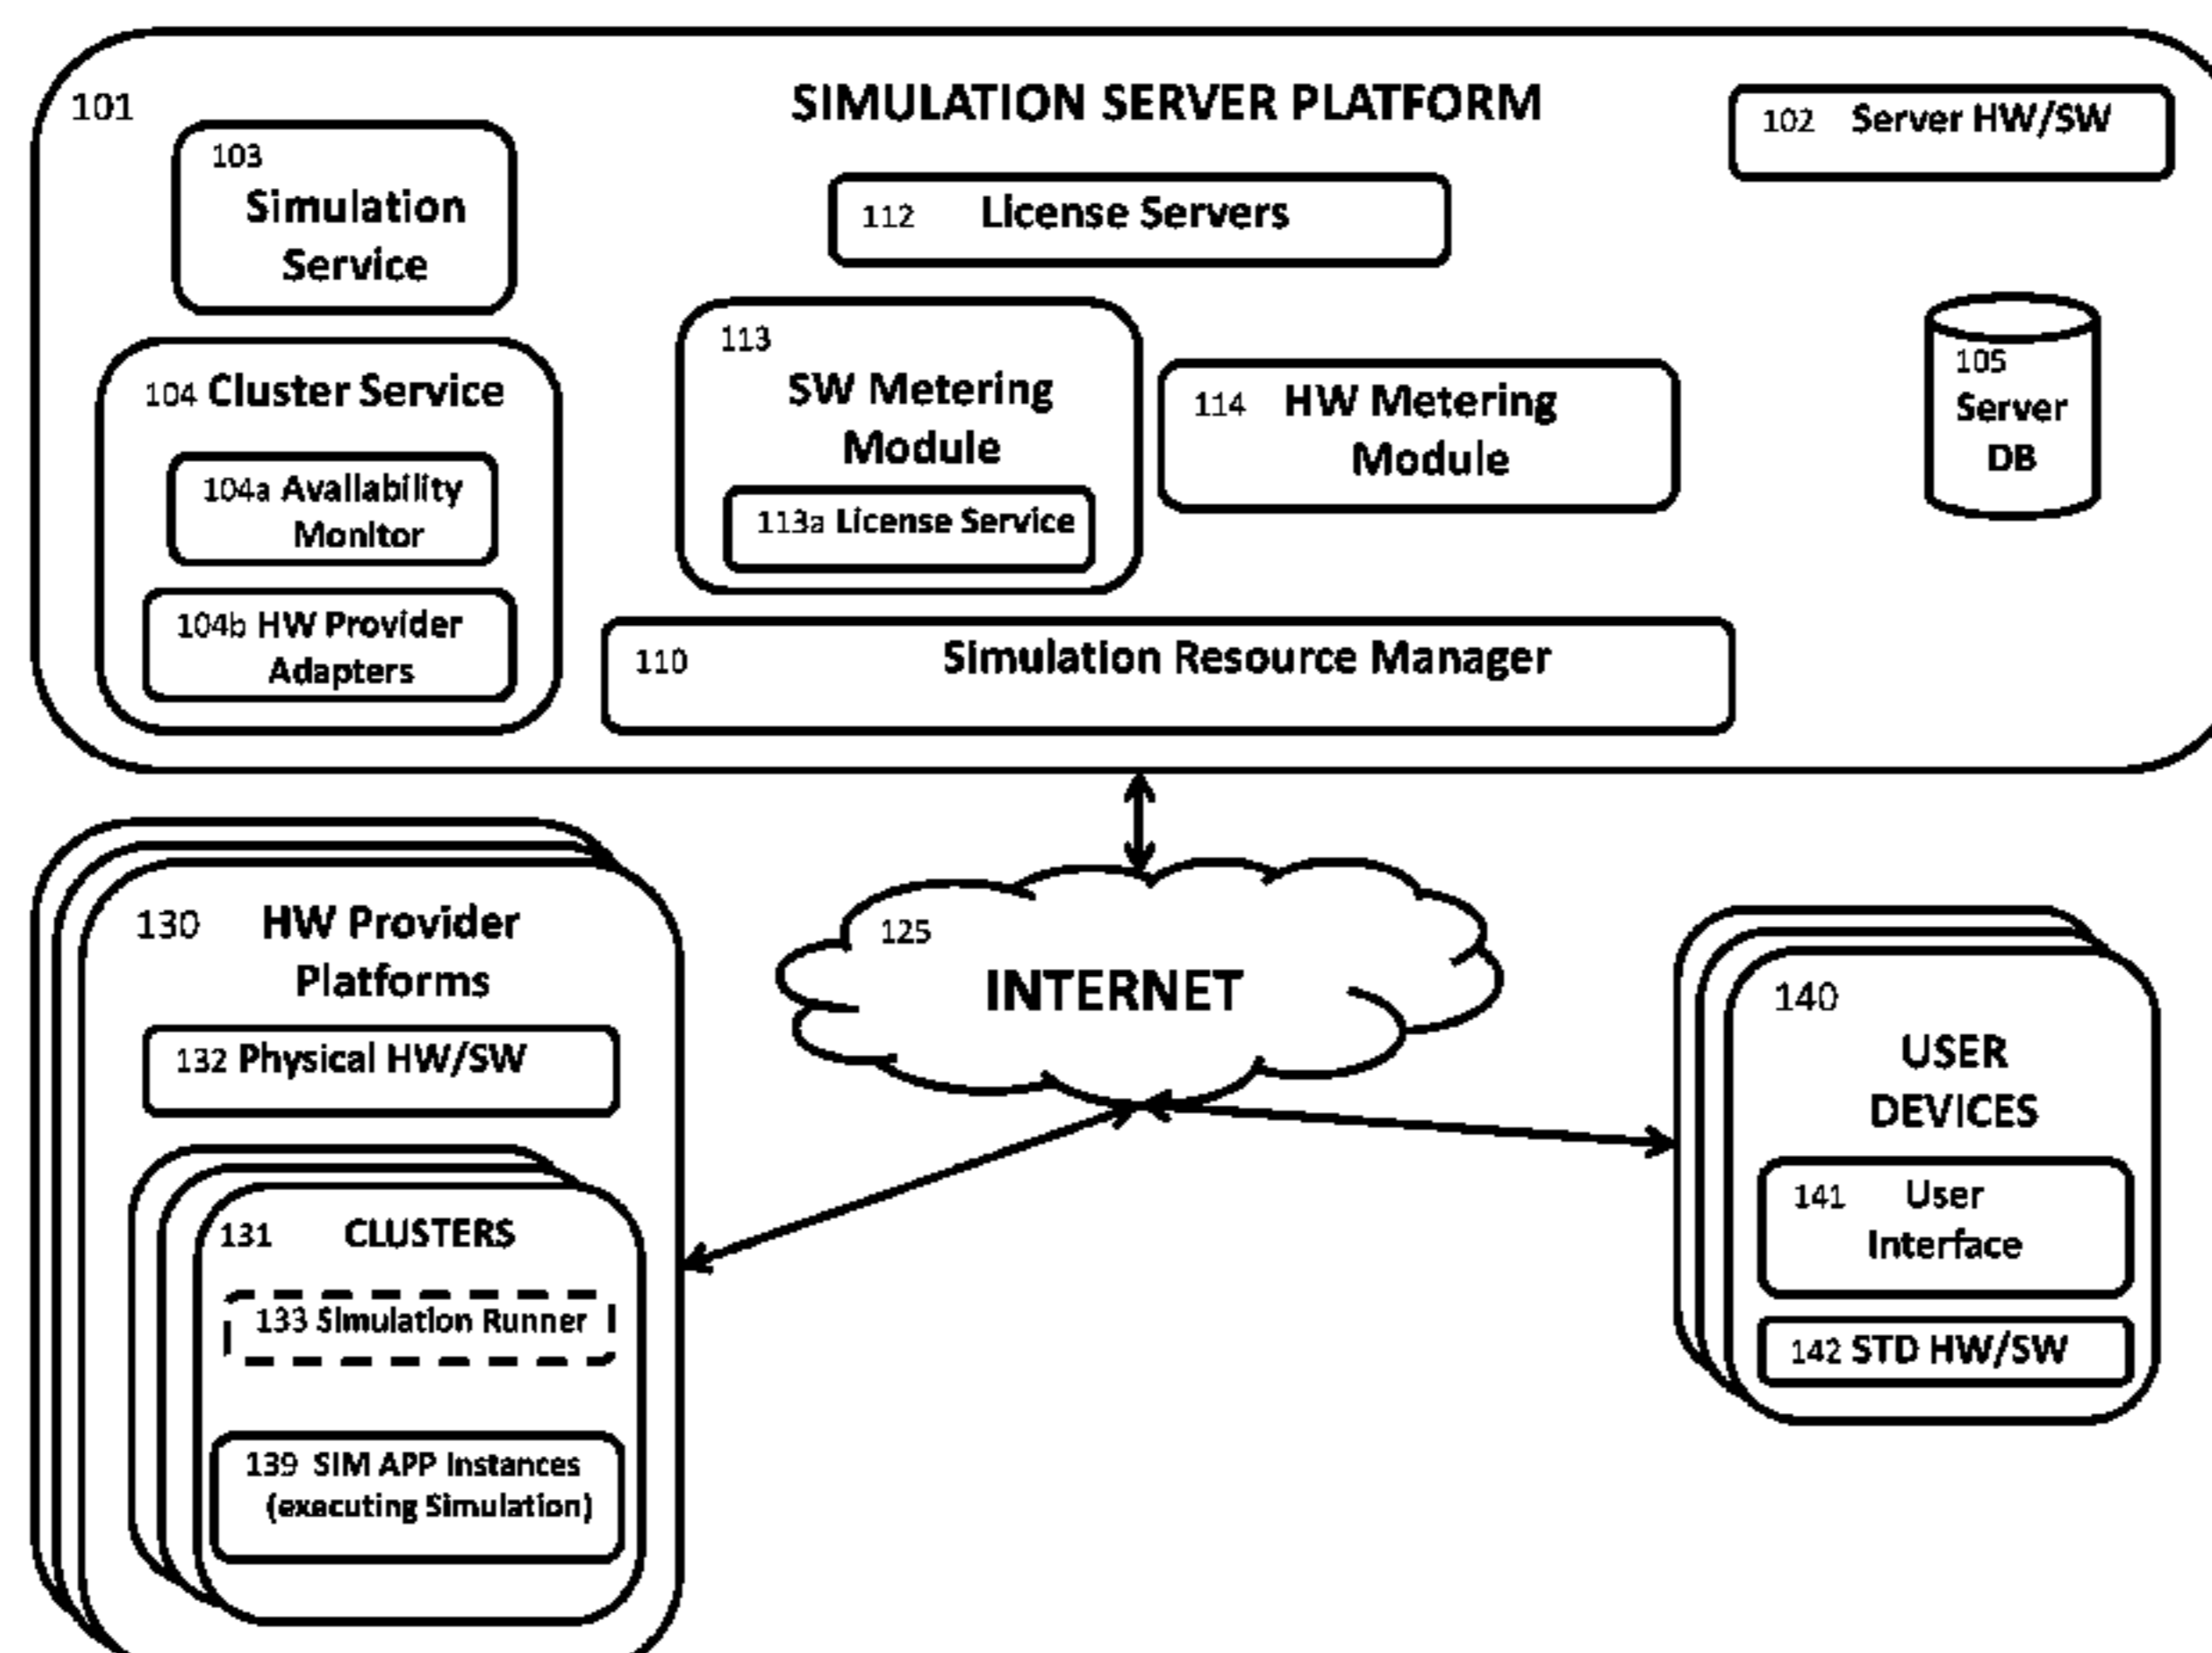 101
SIMULATION SERVER PLATFORM
102 Server HW/SW
103
Simulation
Service
112 License Servers
104 Cluster Service
104a Availability
Monitor
104b HW Provider
Adapters
113
SW Metering
Module
113a License Service
114 HW Metering
Module
105
Server
DB
110 Simulation Resource Manager
130 HW Provider
Platforms
132 Physical HW/SW
131 CLUSTERS
133 Simulation Runner
139 SIM APP Instances
(executing Simulation)
125
INTERNET
140
USER
DEVICES
141 User
Interface
142 STD HW/SW